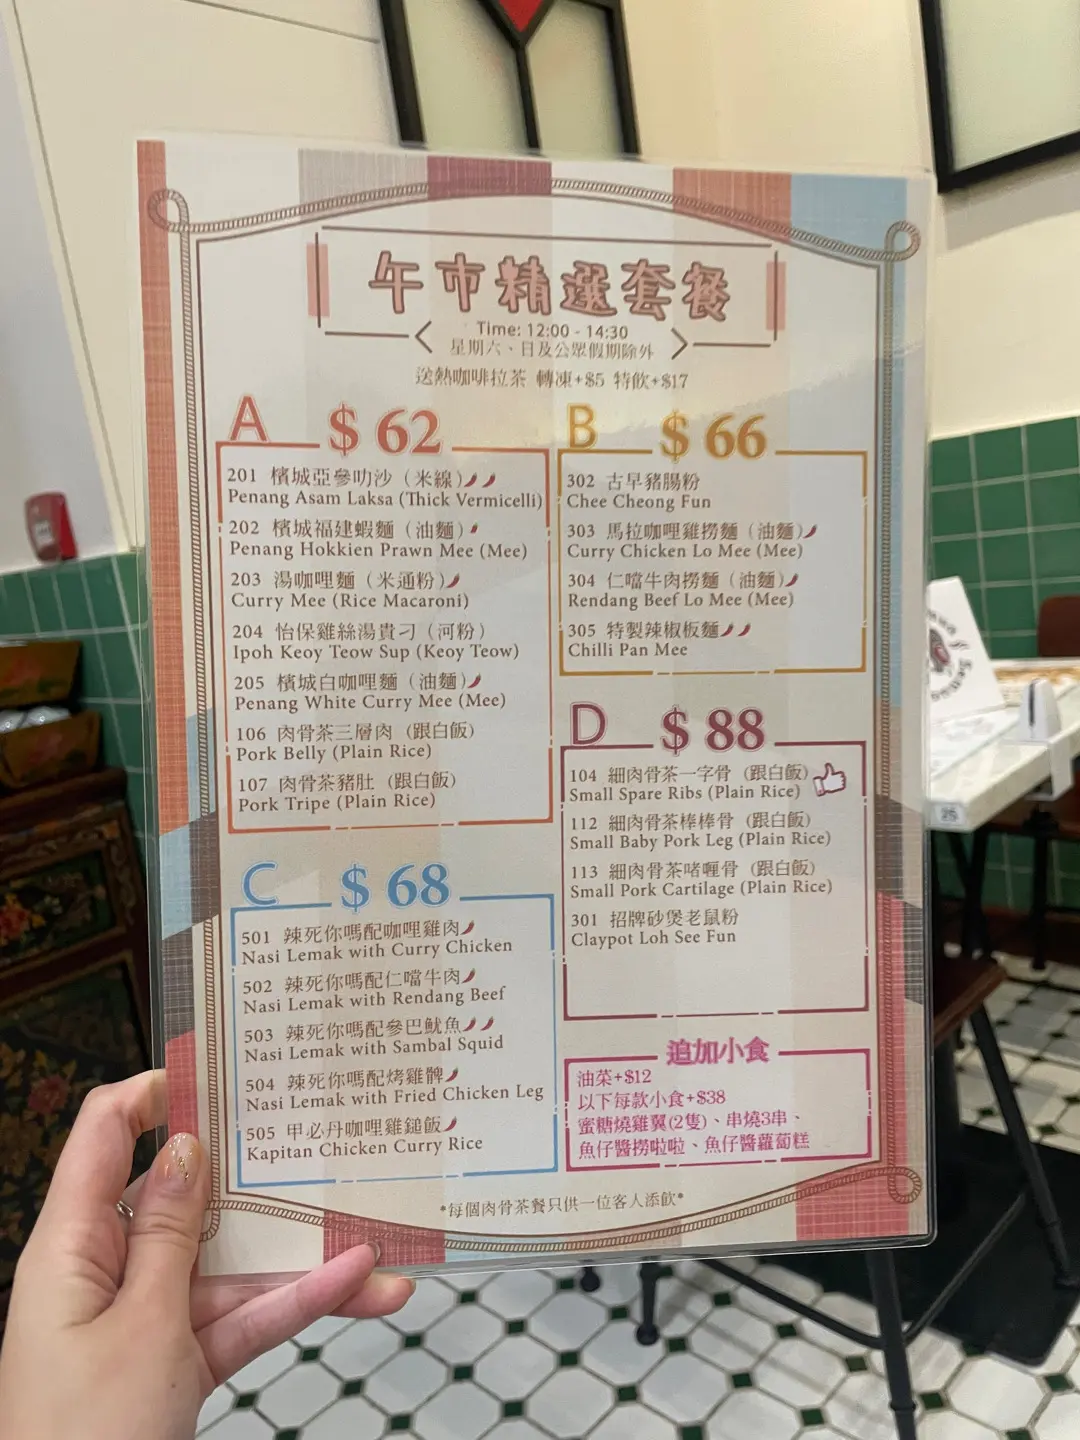 午市精選套餐
Time: 12:00 - 14:30
星期六、日及公眾假期除外
送熱咖啡拉茶 轉凍+$5 特飲+$17
A $ 62
201 檳城亞參叻沙（米線）
Penang Asam Laksa (Thick Vermicelli)
202 檳城福建蝦麵（油麵）
Penang Hokkien Prawn Mee (Mee)
203 湯咖哩麵（米通粉）
Curry Mee (Rice Macaroni)
204 怡保雞絲湯貴刁（河粉）
Ipoh Keoy Teow Sup (Keoy Teow)
205 檳城白咖哩麵（油麵）
Penang White Curry Mee (Mee)
106 肉骨茶三層肉（跟白飯）
Pork Belly (Plain Rice)
107 肉骨茶豬肚（跟白飯）
Pork Tripe (Plain Rice)
B $ 66
302 古早豬腸粉
Chee Cheong Fun
303 馬拉咖哩雞撈麵（油麵）
Curry Chicken Lo Mee (Mee)
304 仁噹牛肉撈麵（油麵）
Rendang Beef Lo Mee (Mee)
305 特製辣椒板麵
Chilli Pan Mee
C $ 68
501 辣死你嗎配咖哩雞肉
Nasi Lemak with Curry Chicken
502 辣死你嗎配仁噹牛肉
Nasi Lemak with Rendang Beef
503 辣死你嗎配參巴魷魚
Nasi Lemak with Sambal Squid
504 辣死你嗎配烤雞髀
Nasi Lemak with Fried Chicken Leg
505 甲必丹咖哩雞鎚飯
Kapitan Chicken Curry Rice
D $ 88
104 細肉骨茶一字骨（跟白飯）
Small Spare Ribs (Plain Rice)
112 細肉骨茶棒棒骨（跟白飯）
Small Baby Pork Leg (Plain Rice)
113 細肉骨茶啫喱骨（跟白飯）
Small Pork Cartilage (Plain Rice)
301 招牌砂煲老鼠粉
Claypot Loh See Fun
追加小食
油菜+$12
以下每款小食+$38
蜜糖燒雞翼(2隻)、串燒3串、
魚仔醬撈啦啦、魚仔醬蘿蔔糕
*每個肉骨茶餐只供一位客人添飲*
25